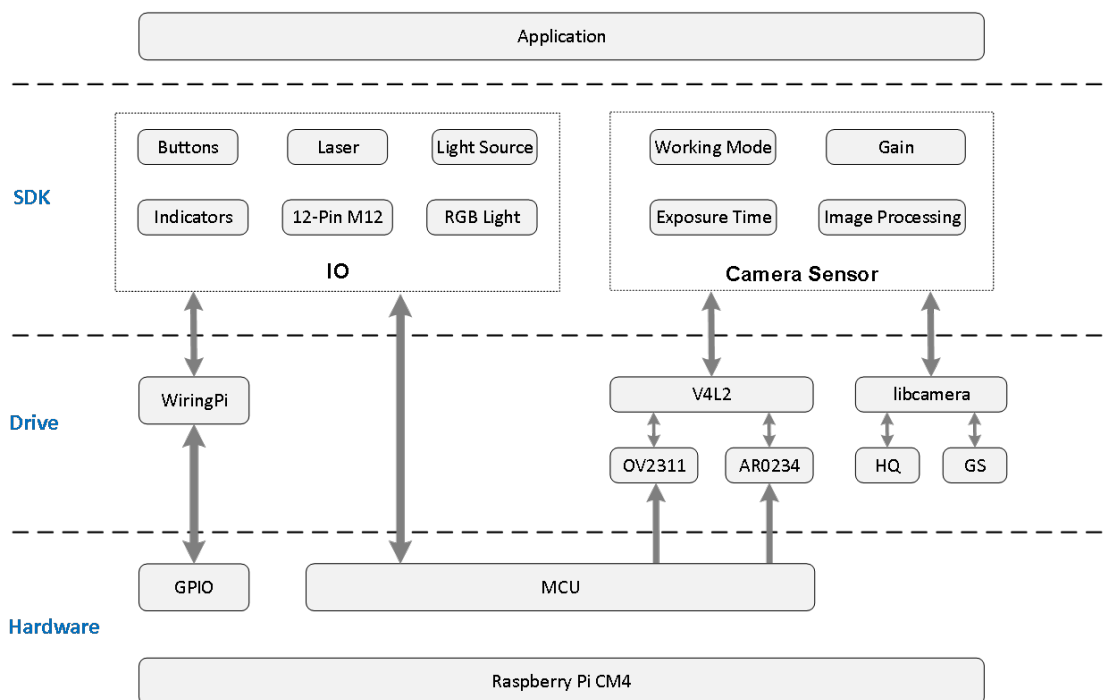 Application
Buttons
Laser
Light Source
Working Mode
Gain
SDK
Indicators
12-Pin M12
RGB Light
Exposure Time
Image Processing
IO
Camera Sensor
WiringPi
V4L2
libcamera
Drive
OV2311
AR0234
HQ
GS
GPIO
MCU
Hardware
Raspberry Pi CM4